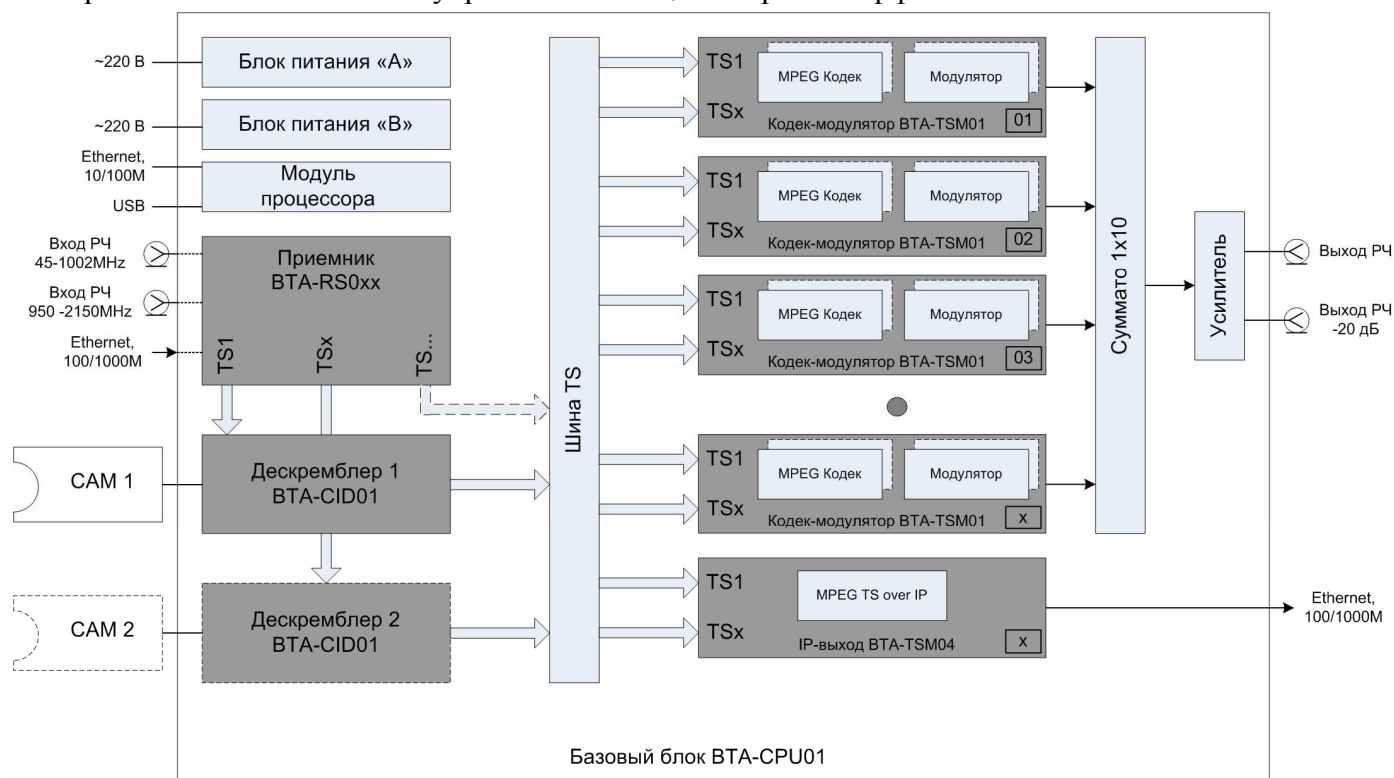 ~220 В
Блок питания «А»
~220 В
Блок питания «В»
Ethernet,
10/100M
USB
Модуль
процессора
Вход РЧ
45-1002MHz
Вход РЧ
950 -2150MHz
Ethernet,
100/1000M
Приемник
BTA-RS0xx
TS1
TSx
TS...
CAM 1
Дескремблер 1
BTA-CID01
CAM 2
Дескремблер 2
BTA-CID01
Шина TS
TS1
TSx
MPEG Кодек
Модулятор
Кодек-модулятор BTA-TSM01
01
TS1
TSx
MPEG Кодек
Модулятор
Кодек-модулятор BTA-TSM01
02
TS1
TSx
MPEG Кодек
Модулятор
Кодек-модулятор BTA-TSM01
03
TS1
TSx
MPEG Кодек
Модулятор
Кодек-модулятор BTA-TSM01
x
TS1
TSx
MPEG TS over IP
IP-выход BTA-TSM04
x
Суммато 1x10
Усилитель
Выход РЧ
Выход РЧ
-20 дБ
Ethernet,
100/1000M
Базовый блок BTA-CPU01